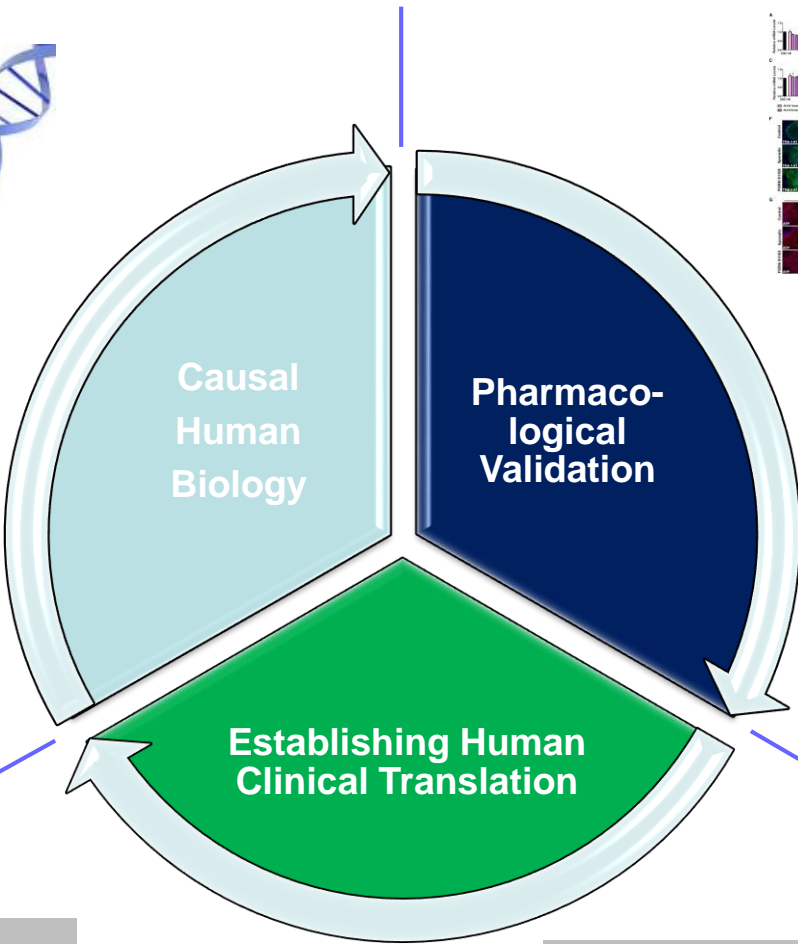 Causal
Human
Biology
Pharmaco-
logical
Validation
Establishing Human
Clinical Translation